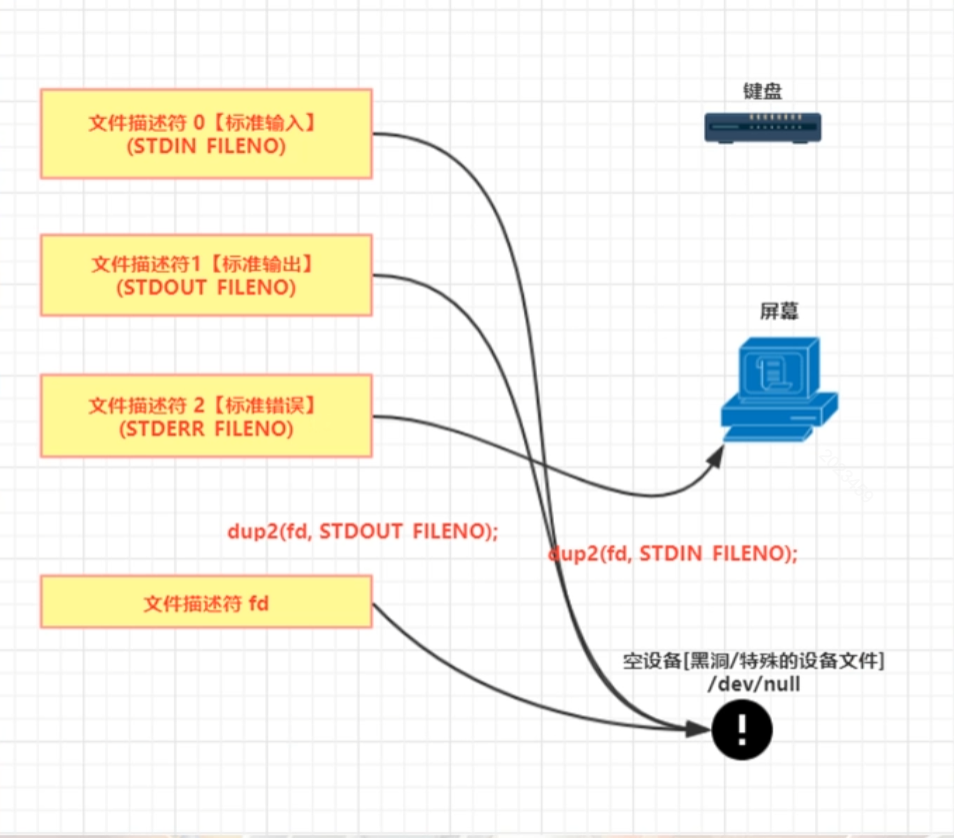 键盘
文件描述符 0【标准输入】
(STDIN FILENO)
文件描述符1【标准输出】
(STDOUT FILENO)
屏幕
文件描述符 2【标准错误】
(STDERR FILENO)
dup2(fd, STDOUT FILENO);
dup2(fd, STDIN FILENO);
文件描述符 fd
空设备[黑洞/特殊的设备文件]
/dev/null